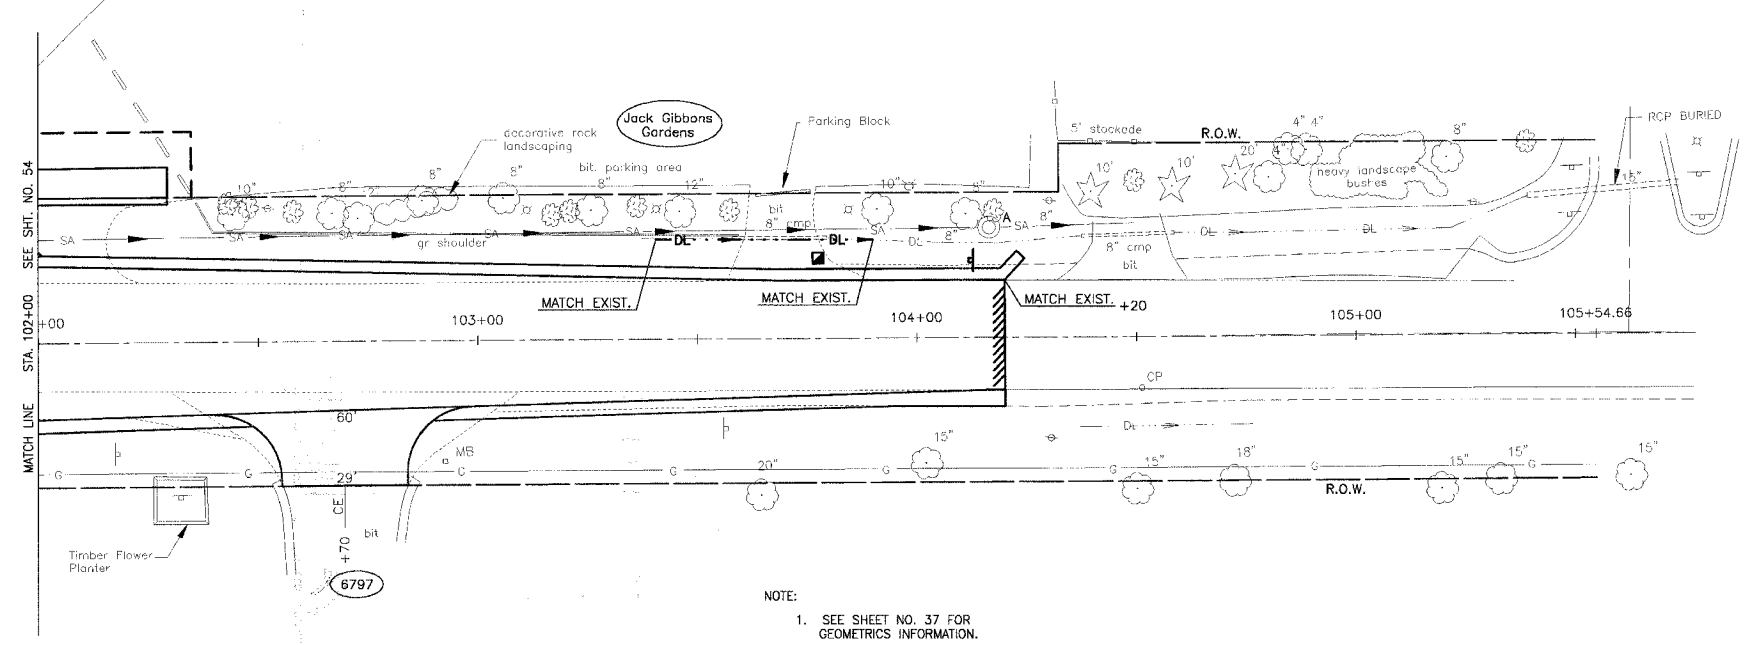 Jack Gibbons
Gardens
decorative rock
landscaping
Parking Block
bit. parking area
5' stockade
R.O.W.
4" 4"
8"
RCP BURIED
10"
8"
8"
8"
8"
12"
10"
8"
10'
10'
20'
4"
heavy landscape
bushes
15"
bit
8" cmp
8"
8"
SA
SA
SA
SA
SA
SA
SA
SA
gr shoulder
DL
DL
DL
DL
DL
8" cmp
bit
MATCH EXIST.
MATCH EXIST.
MATCH EXIST.
+20
MATCH LINE STA. 102+00 SEE SHT. NO. 54
+00
103+00
104+00
105+00
105+54.66
CP
60'
DL
MB
15"
G
G
G
G
G
G
G
29'
20"
15"
18"
15"
15"
15"
R.O.W.
CE
+70
bit
Timber Flower
Planter
6797
NOTE:
1. SEE SHEET NO. 37 FOR
GEOMETRICS INFORMATION.